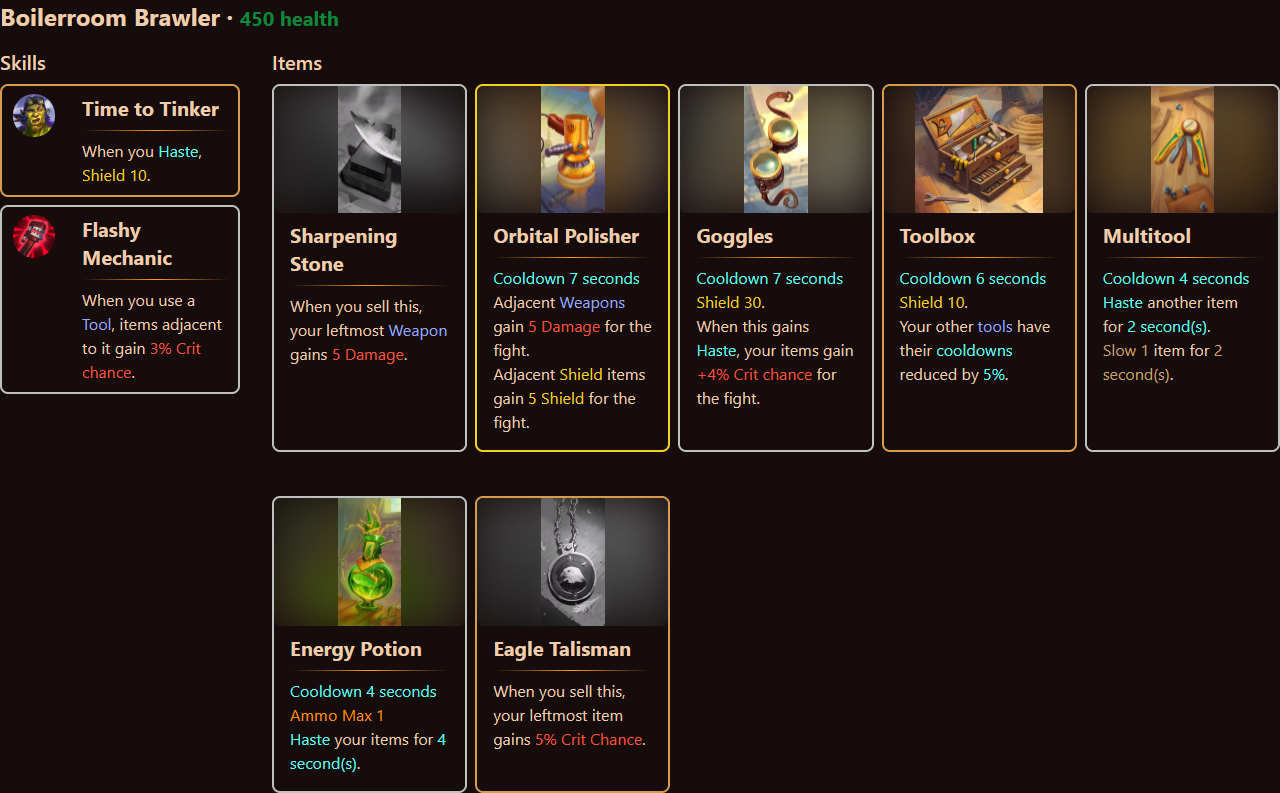 Boilerroom Brawler · 450 health
Skills
Time to Tinker
When you Haste,
Shield 10.
Flashy
Mechanic
When you use a
Tool, items adjacent
to it gain 3% Crit
chance.
Items
Sharpening
Stone
When you sell this,
your leftmost Weapon
gains 5 Damage.
Orbital Polisher
Cooldown 7 seconds
Adjacent Weapons
gain 5 Damage for the
fight.
Adjacent Shield items
gain 5 Shield for the
fight.
Goggles
Cooldown 7 seconds
Shield 30.
When this gains
Haste, your items gain
+4% Crit chance for
the fight.
Toolbox
Cooldown 6 seconds
Shield 10.
Your other tools have
their cooldowns
reduced by 5%.
Multitool
Cooldown 4 seconds
Haste another item
for 2 second(s).
Slow 1 item for 2
second(s).
Energy Potion
Cooldown 4 seconds
Ammo Max 1
Haste your items for 4
second(s).
Eagle Talisman
When you sell this,
your leftmost item
gains 5% Crit Chance.